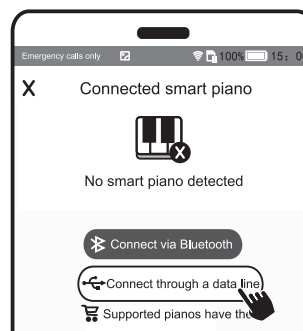 Emergency calls only 100% 15: 0
X Connected smart piano
No smart piano detected
Connect via Bluetooth
Connect through a data line
Supported pianos have the